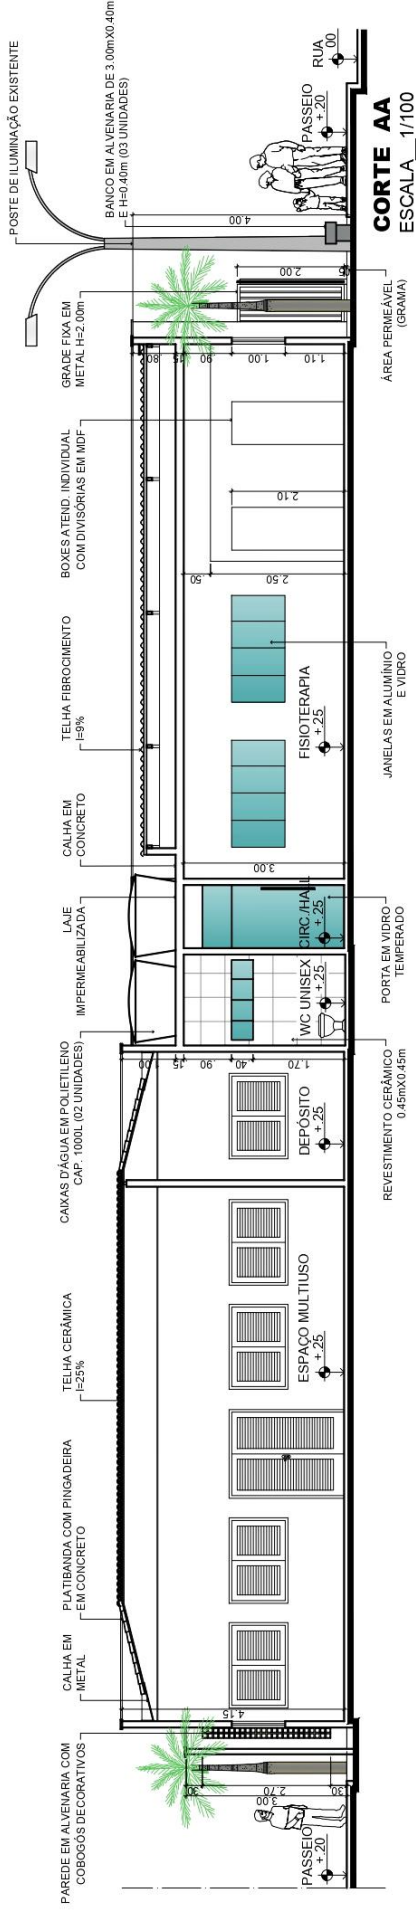 PAREDE EM ALVENARIA COM
COBOGÓS DECORATIVOS
CALHA EM
METAL
PLATIBANDA COM PINGADEIRA
EM CONCRETO
TELHA CERÂMICA
I=25%
CAIXAS D'ÁGUA EM POLIETILENO
CAP. 1000L (02 UNIDADES)
LAJE
IMPERMEABILIZADA
CALHA EM
CONCRETO
TELHA FIBROCIMENTO
I=9%
BOXES ATEND. INDIVIDUAL
COM DIVISÓRIAS EM MDF
GRADE FIXA EM
METAL H=2,00m
POSTE DE ILUMINAÇÃO EXISTENTE
BANCO EM ALVENARIA DE 3.00mX0.40m
E H=0.40m (03 UNIDADES)
.30
2.70
3.00
.30
4.15
1.00
.15
.90
.40
1.70
3.00
.50
2.50
2.10
.80
.15
.90
1.00
1.10
2.00
4.00
PASSEIO
+.20
ESPAÇO MULTIUSO
+.25
DEPÓSITO
+.25
WC UNISEX
+.25
CIRC./HALL
+.25
FISIOTERAPIA
+.25
PASSEIO
+.20
RUA
00
REVESTIMENTO CERÂMICO
0.45mX0.45m
PORTA EM VIDRO
TEMPERADO
JANELAS EM ALUMÍNIO
E VIDRO
ÁREA PERMEÁVEL
(GRAMA)
CORTE AA
ESCALA__1/100